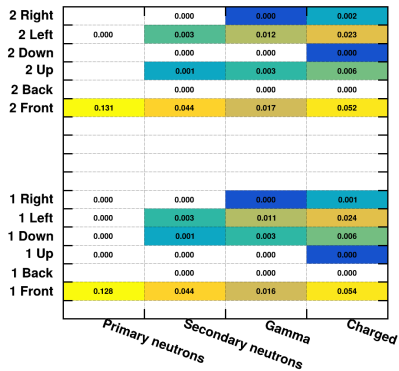 2 Right 0.000 0.000 0.002
2 Left 0.000 0.003 0.012 0.023
2 Down 0.000 0.000 0.000
2 Up 0.001 0.003 0.006
2 Back 0.000 0.000 0.000
2 Front 0.131 0.044 0.017 0.052
1 Right 0.000 0.000 0.000 0.001
1 Left 0.000 0.003 0.011 0.024
1 Down 0.000 0.001 0.003 0.006
1 Up 0.000 0.000 0.000 0.000
1 Back 0.000 0.000 0.000
1 Front 0.128 0.044 0.016 0.054
Primary neutrons
Secondary neutrons
Gamma
Charged